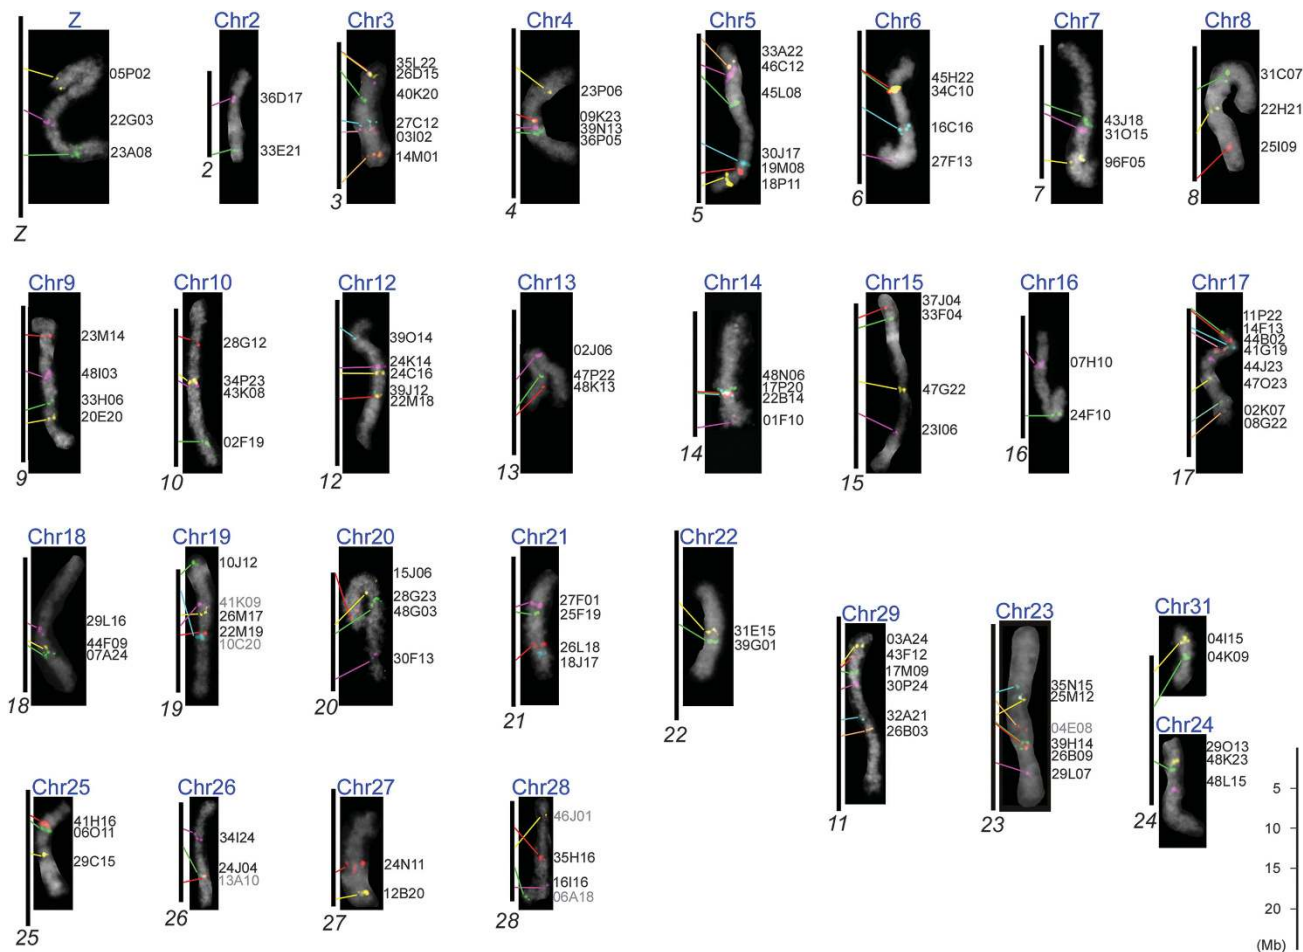 Z
05P02
22G03
23A08
Z
Chr2
36D17
33E21
2
Chr3
35L22
26D15
40K20
27C12
03I02
14M01
3
Chr4
23P06
09K23
39N13
36P05
4
Chr5
33A22
46C12
45L08
30J17
19M08
18P11
5
Chr6
45H22
34C10
16C16
27F13
6
Chr7
43J18
31O15
96F05
7
Chr8
31C07
22H21
25I09
8
Chr9
23M14
48I03
33H06
20E20
9
Chr10
28G12
34P23
43K08
02F19
10
Chr12
39O14
24K14
24C16
39J12
22M18
12
Chr13
02J06
47P22
48K13
13
Chr14
48N06
17P20
22B14
01F10
14
Chr15
37J04
33F04
47G22
23I06
15
Chr16
07H10
24F10
16
Chr17
11P22
14F13
44B02
41G19
44J23
47O23
02K07
08G22
17
Chr18
29L16
44F09
07A24
18
Chr19
10J12
41K09
26M17
22M19
10C20
19
Chr20
15J06
28G23
48G03
30F13
20
Chr21
27F01
25F19
26L18
18J17
21
Chr22
31E15
39G01
22
Chr29
03A24
43F12
17M09
30P24
32A21
26B03
11
Chr23
35N15
25M12
04E08
39H14
26B09
29L07
23
Chr31
04I15
04K09
Chr24
29O13
48K23
48L15
24
Chr25
41H16
06O11
29C15
25
Chr26
34I24
24J04
13A10
26
Chr27
24N11
12B20
27
Chr28
46J01
35H16
16I16
06A18
28
5
10
15
20
(Mb)